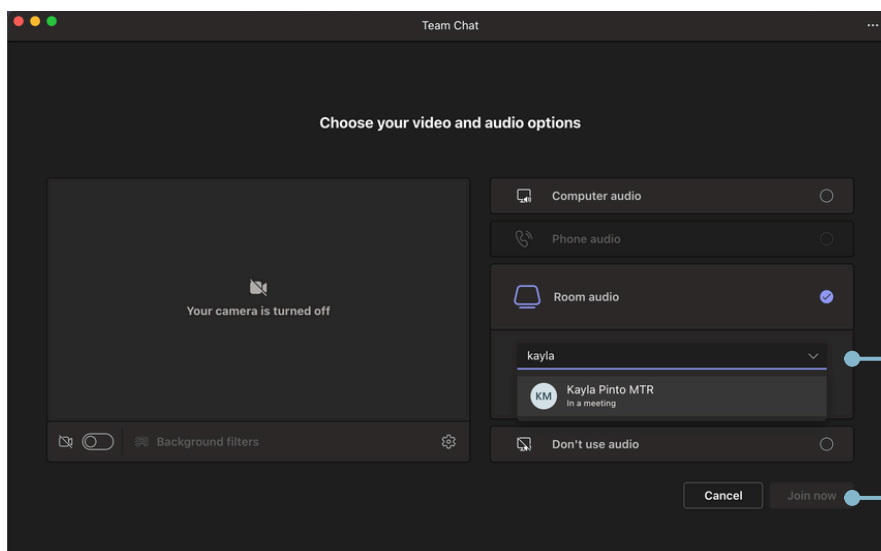 Team Chat
Choose your video and audio options
Your camera is turned off
Background filters
Computer audio
Phone audio
Room audio
kayla
KM
Kayla Pinto MTR
In a meeting
Don't use audio
Cancel
Join now